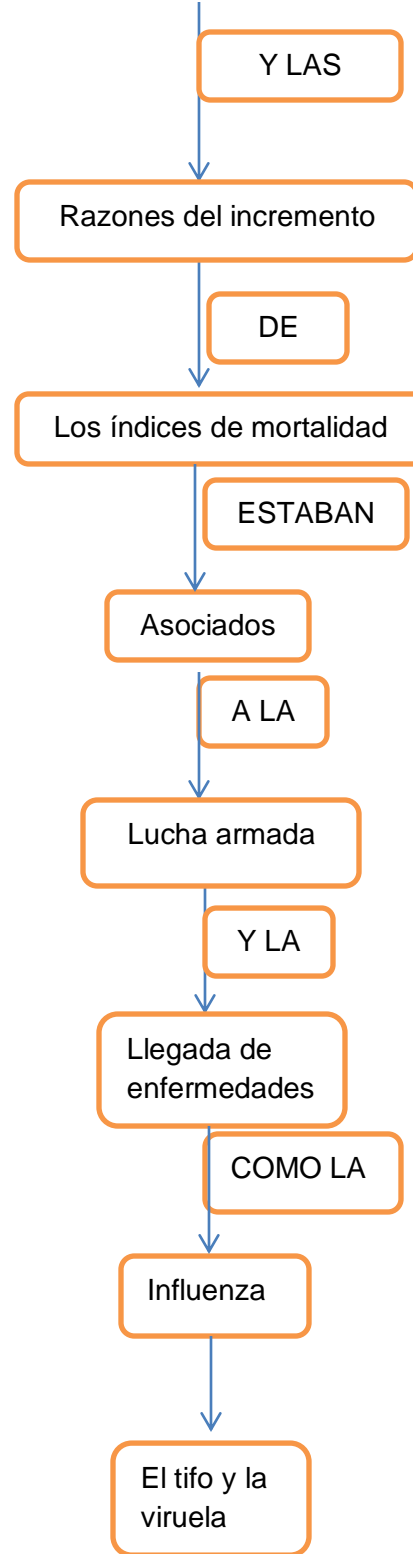 Y LAS
Razones del incremento
DE
Los índices de mortalidad
ESTABAN
Asociados
A LA
Lucha armada
Y LA
Llegada de
enfermedades
COMO LA
Influenza
El tifo y la
viruela